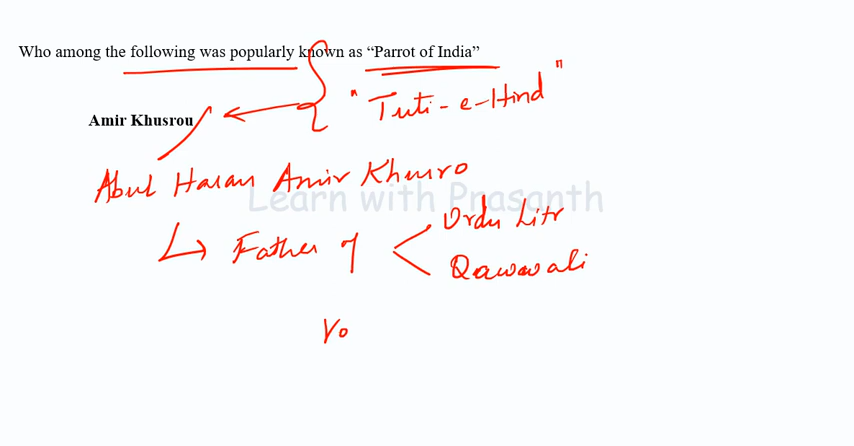 Who among the following was popularly known as “Parrot of India”
" Tuti-e-Hind "
Amir Khusrou
Abul Hasan Amir Khusro
Learn with Prasanth
↳ Father of
Urdu Litr
Qawwali
Vo